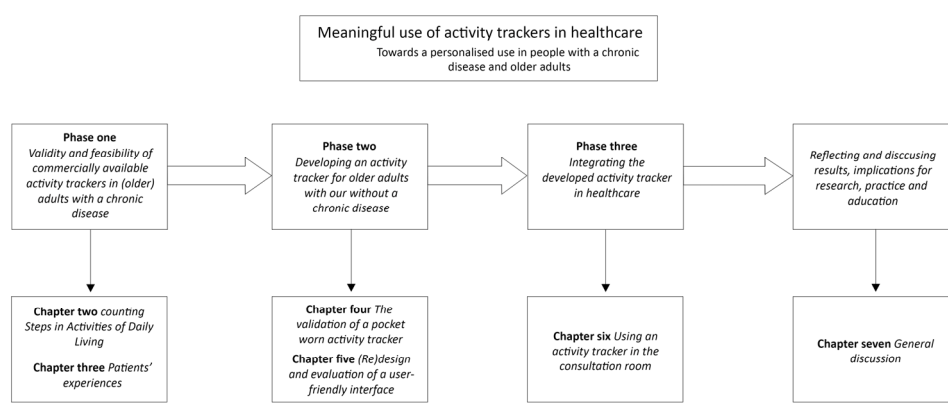 Meaningful use of activity trackers in healthcare
Towards a personalised use in people with a chronic
disease and older adults
Phase one
Validity and feasibility of
commercially available
activity trackers in (older)
adults with a chronic
disease
Phase two
Developing an activity
tracker for older adults
with our without a
chronic disease
Phase three
Integrating the
developed activity tracker
in healthcare
Reflecting and disccusing
results, implications for
research, practice and
aducation
Chapter two counting
Steps in Activities of Daily
Living
Chapter three Patients'
experiences
Chapter four The
validation of a pocket
worn activity tracker
Chapter five (Re)design
and evaluation of a user-
friendly interface
Chapter six Using an
activity tracker in the
consultation room
Chapter seven General
discussion